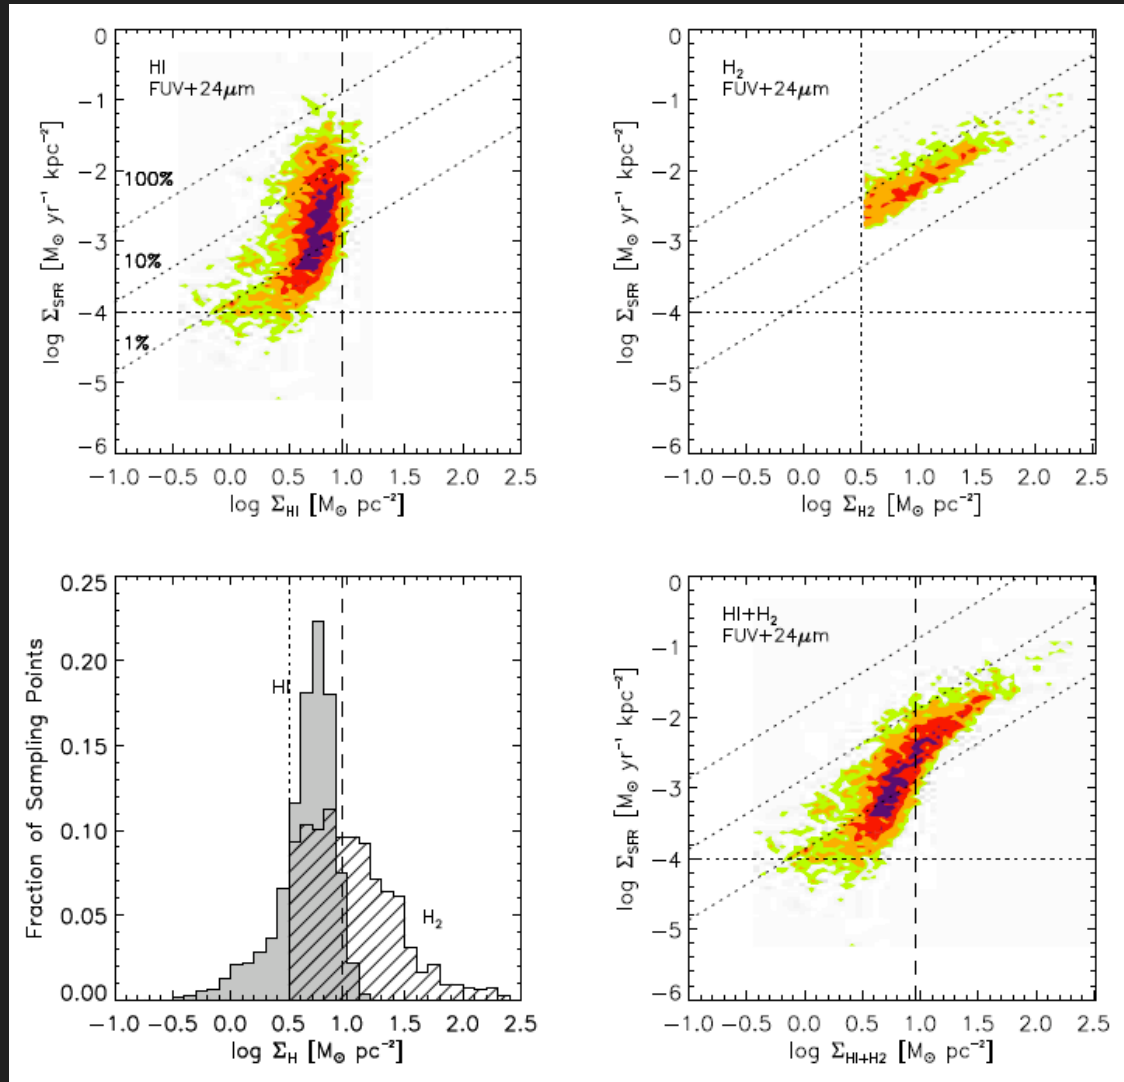 HI
FUV+24μm
100%
10%
1%
0
−1
−2
−3
−4
−5
−6
log Σ_SFR [M⊙ yr⁻¹ kpc⁻²]
−1.0 −0.5 0.0 0.5 1.0 1.5 2.0 2.5
log Σ_HI [M⊙ pc⁻²]
H₂
FUV+24μm
0
−1
−2
−3
−4
−5
−6
log Σ_SFR [M⊙ yr⁻¹ kpc⁻²]
−1.0 −0.5 0.0 0.5 1.0 1.5 2.0 2.5
log Σ_H2 [M⊙ pc⁻²]
0.25
0.20
0.15
0.10
0.05
0.00
Fraction of Sampling Points
HI
H₂
−1.0 −0.5 0.0 0.5 1.0 1.5 2.0 2.5
log Σ_H [M⊙ pc⁻²]
HI+H₂
FUV+24μm
0
−1
−2
−3
−4
−5
−6
log Σ_SFR [M⊙ yr⁻¹ kpc⁻²]
−1.0 −0.5 0.0 0.5 1.0 1.5 2.0 2.5
log Σ_HI+H2 [M⊙ pc⁻²]